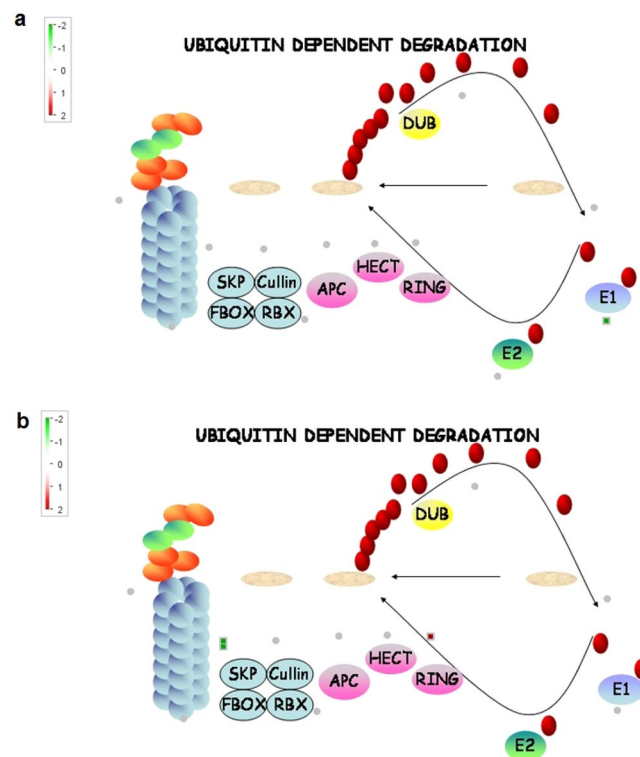 a
-2
-1
0
1
2
UBIQUITIN DEPENDENT DEGRADATION
DUB
SKP
Cullin
FBOX
RBX
APC
HECT
RING
E1
E2
b
-2
-1
0
1
2
UBIQUITIN DEPENDENT DEGRADATION
DUB
SKP
Cullin
FBOX
RBX
APC
HECT
RING
E1
E2